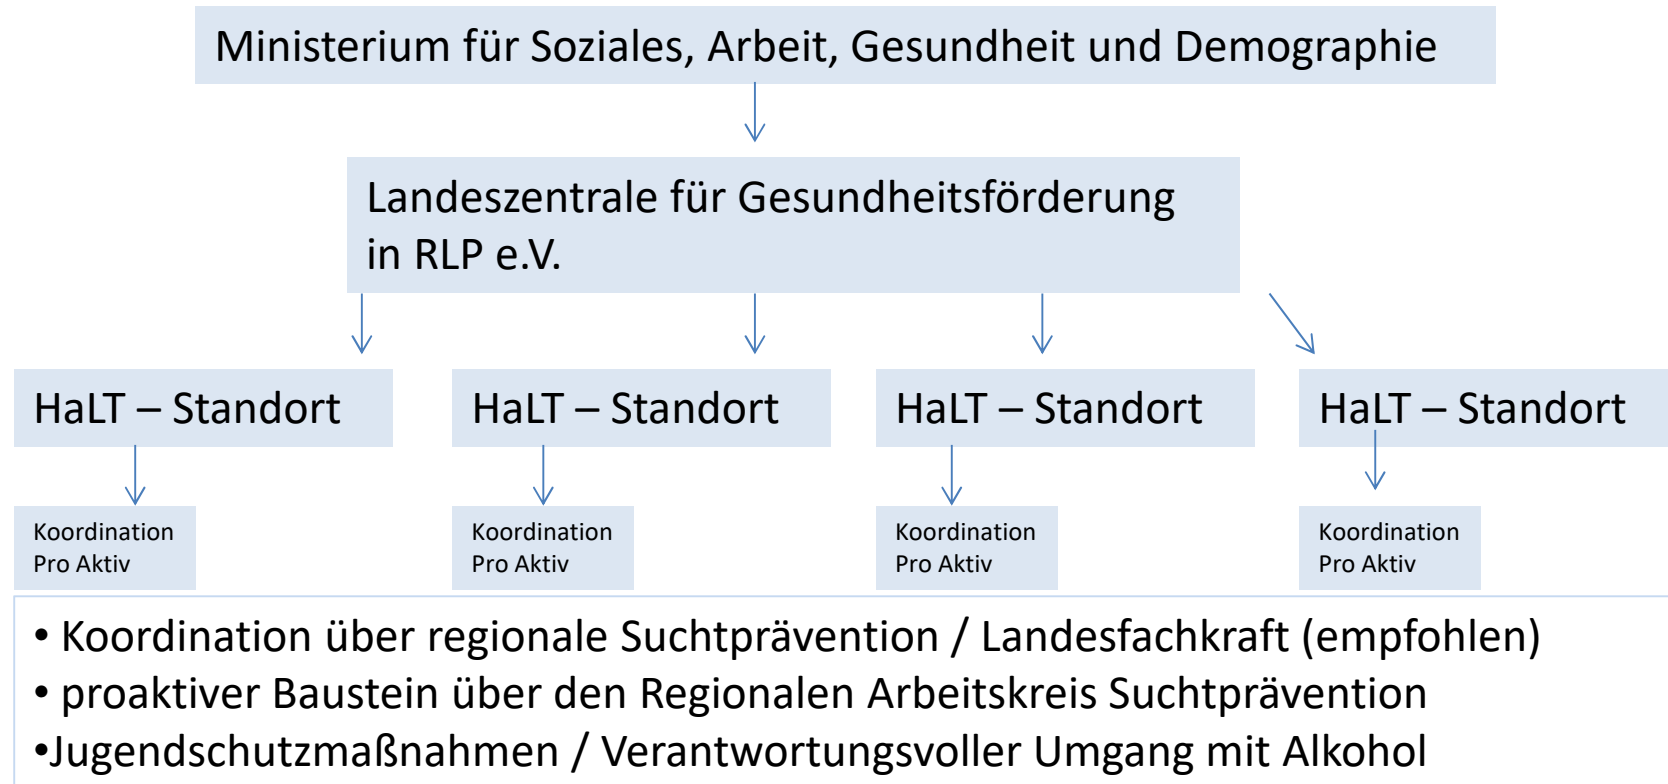 Ministerium für Soziales, Arbeit, Gesundheit und Demographie
Landeszentrale für Gesundheitsförderung
in RLP e.V.
HaLT – Standort
HaLT – Standort
HaLT – Standort
HaLT – Standort
Koordination
Pro Aktiv
Koordination
Pro Aktiv
Koordination
Pro Aktiv
Koordination
Pro Aktiv
• Koordination über regionale Suchtprävention / Landesfachkraft (empfohlen)
• proaktiver Baustein über den Regionalen Arbeitskreis Suchtprävention
•Jugendschutzmaßnahmen / Verantwortungsvoller Umgang mit Alkohol